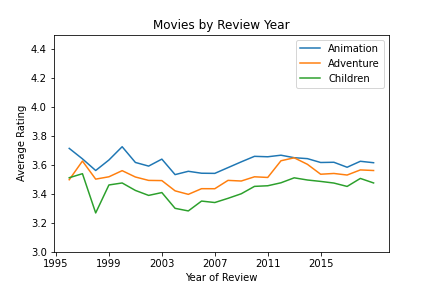 Movies by Review Year
Animation
Adventure
Children
Average Rating
4.4
4.2
4.0
3.8
3.6
3.4
3.2
3.0
1995 1999 2003 2007 2011 2015
Year of Review